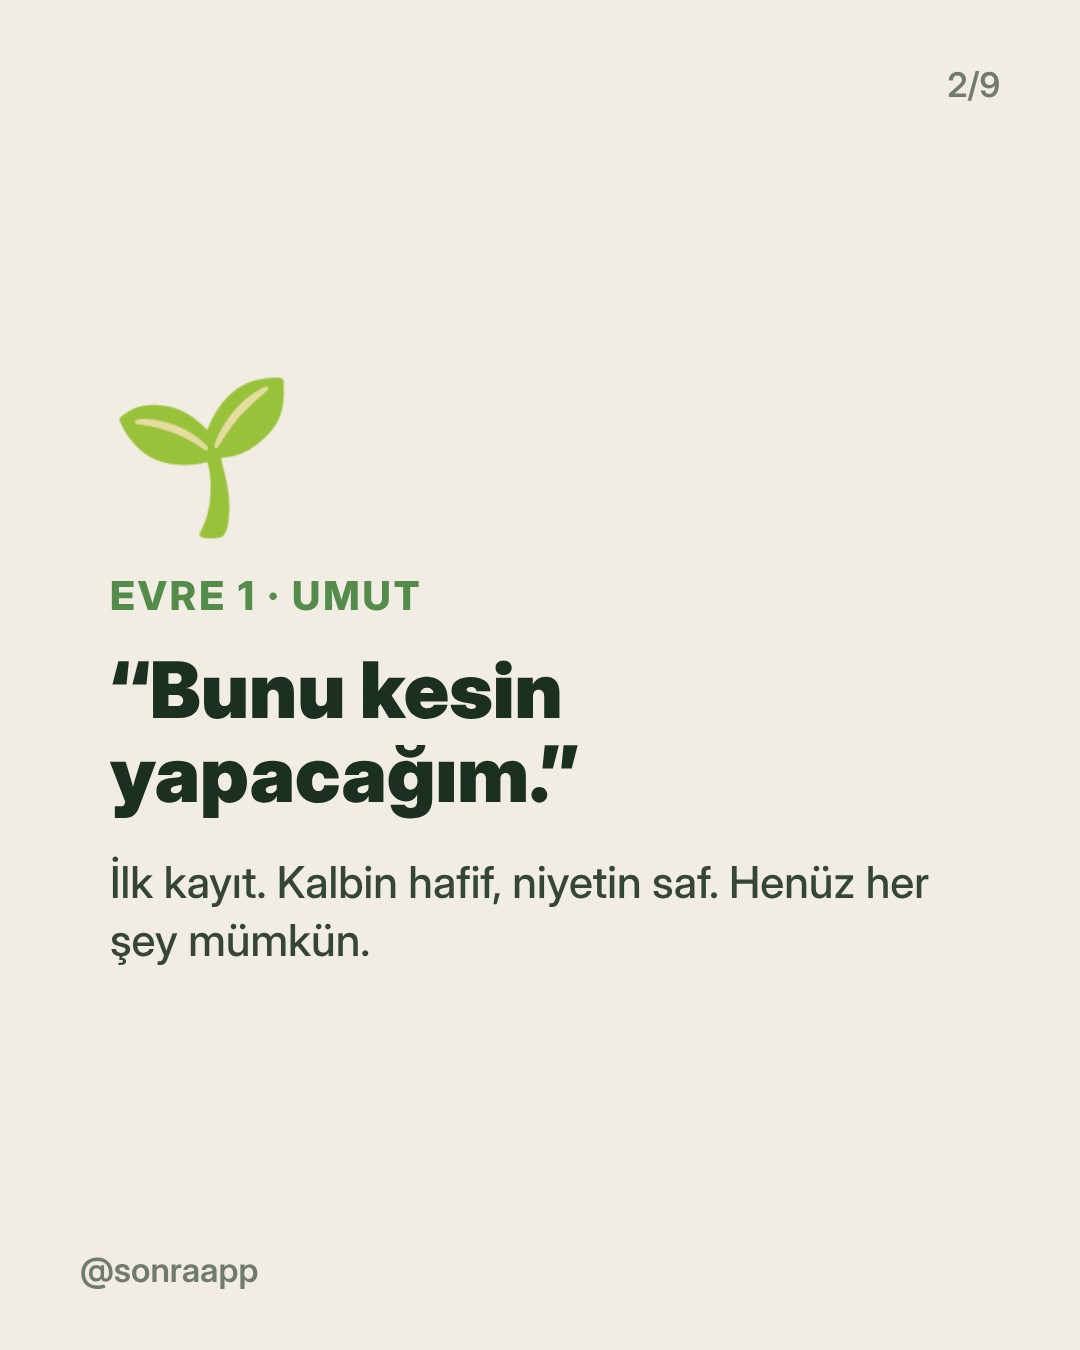 2/9
EVRE 1 · UMUT
“Bunu kesin
yapacağım.”
İlk kayıt. Kalbin hafif, niyetin saf. Henüz her
şey mümkün.
@sonraapp